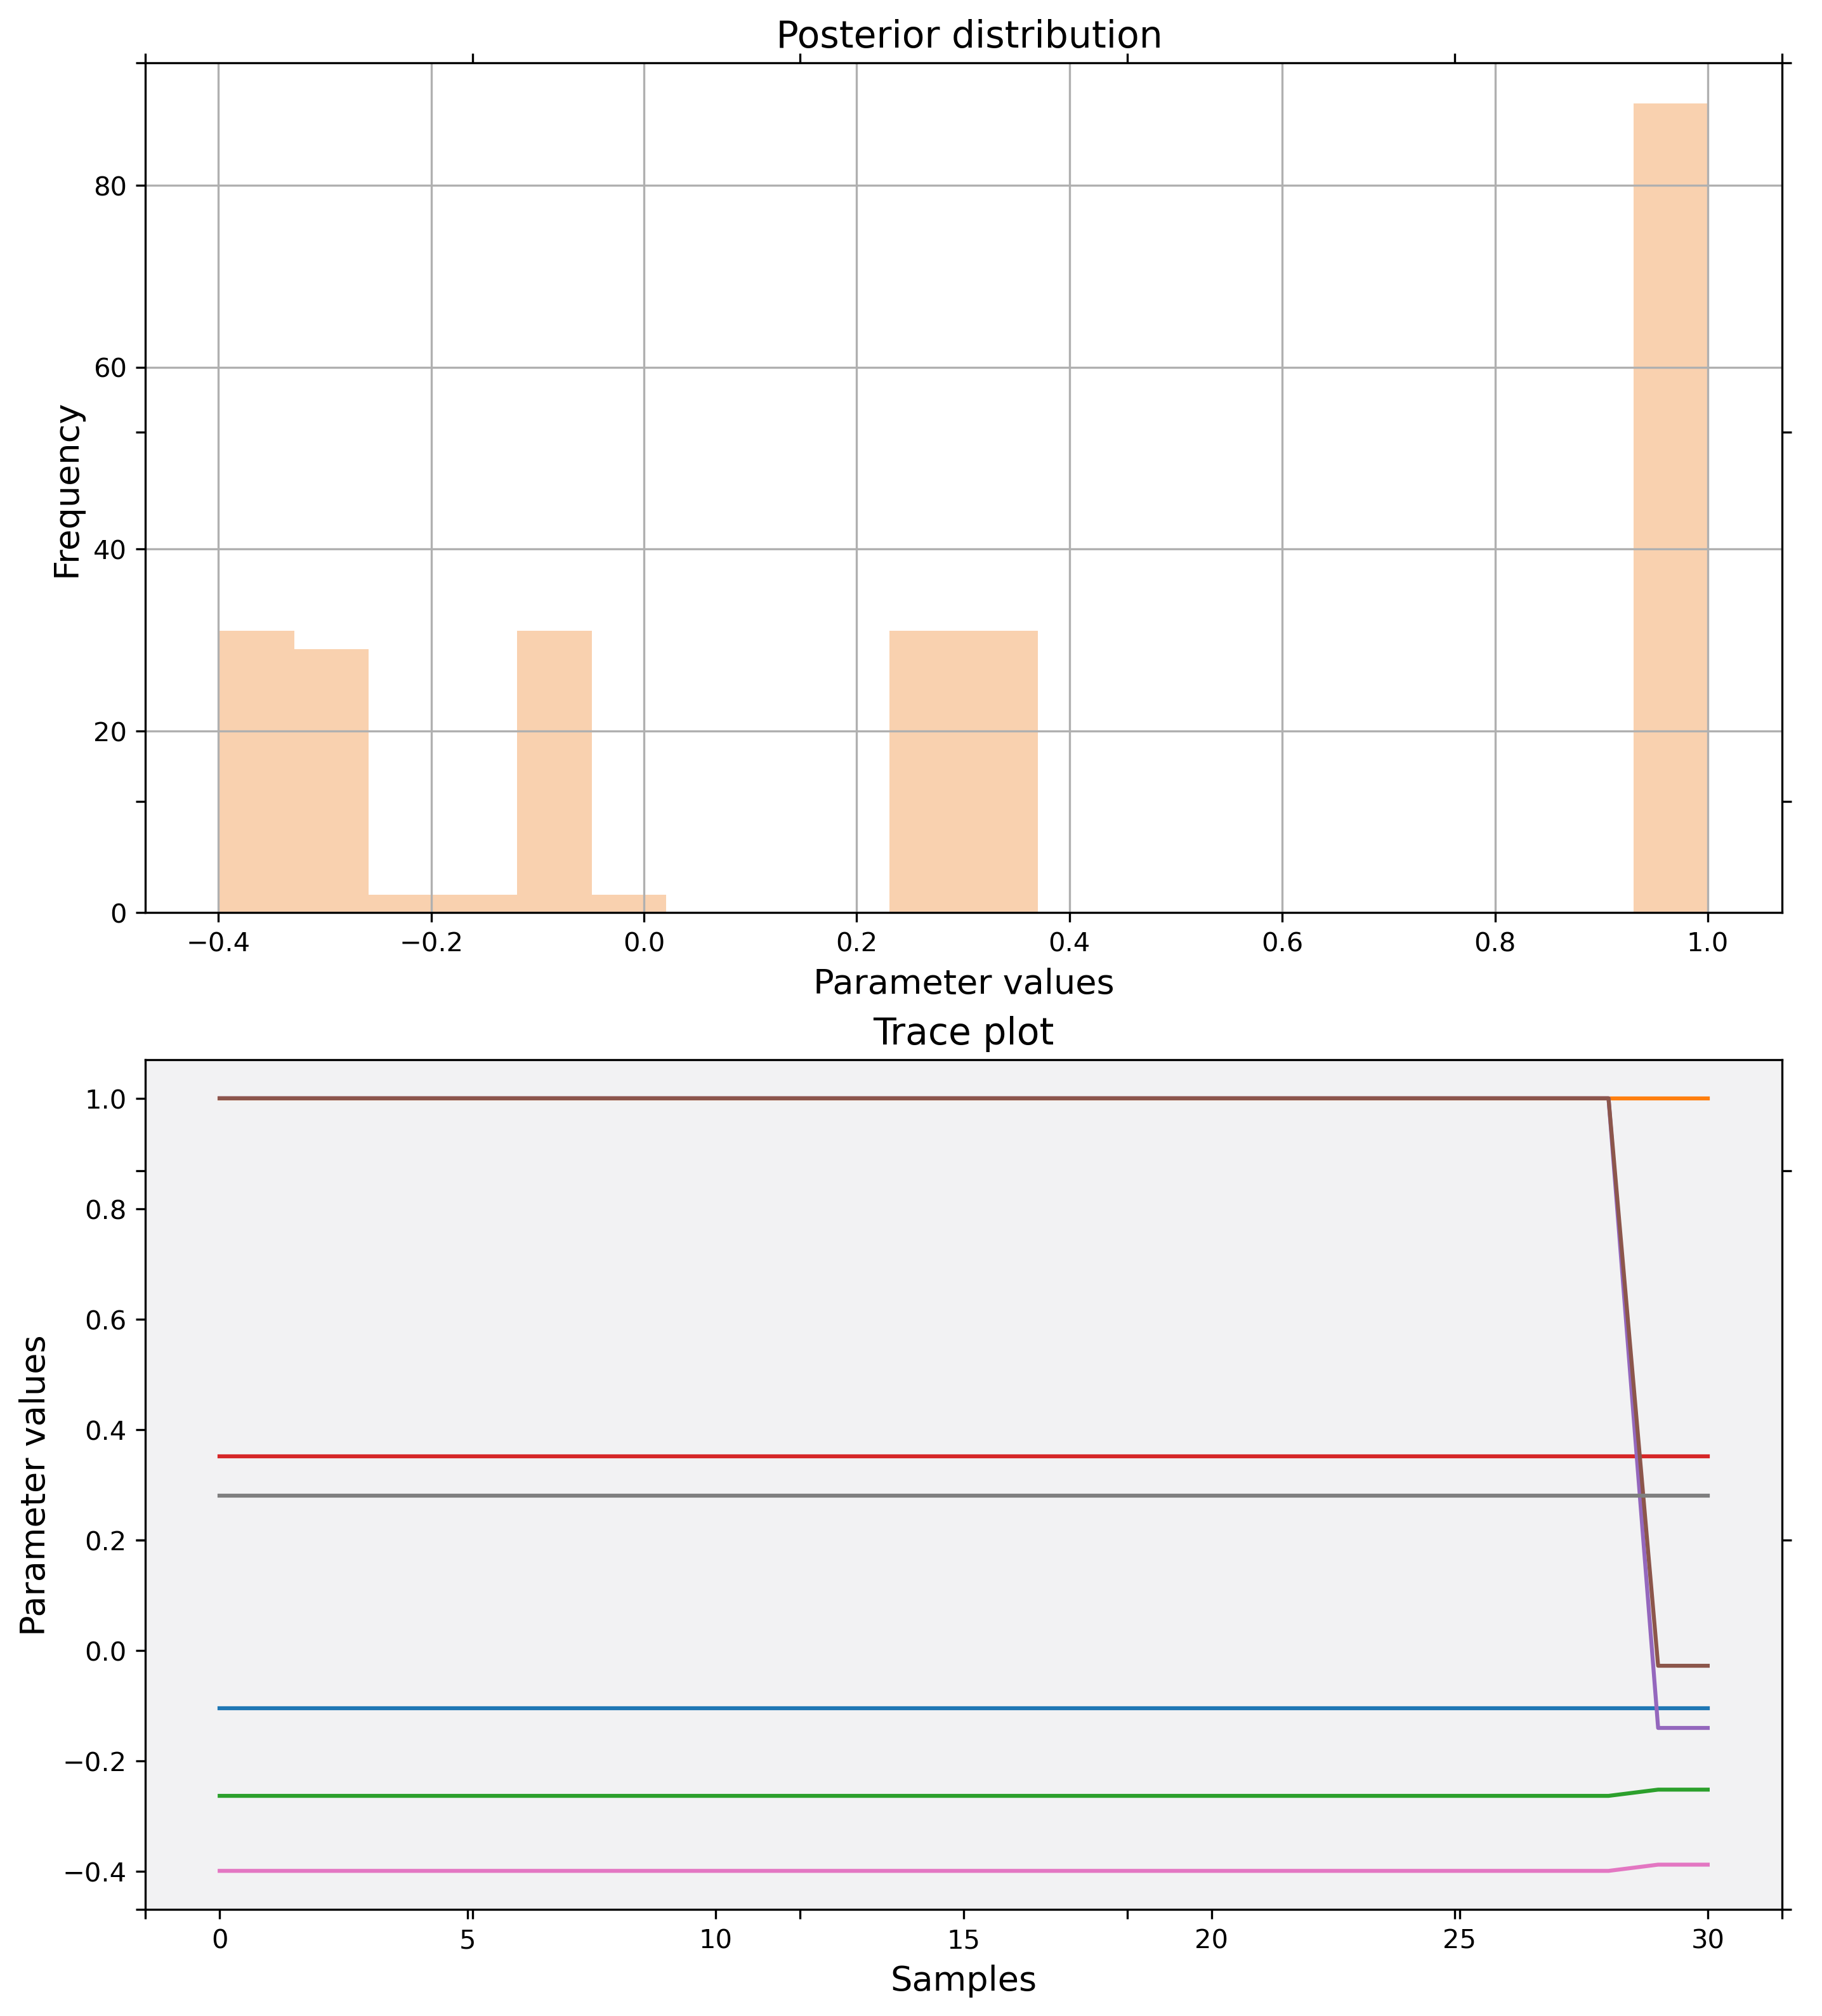 Posterior distribution
Frequency
80
60
40
20
0
−0.4 −0.2 0.0 0.2 0.4 0.6 0.8 1.0
Parameter values
Trace plot
Parameter values
1.0
0.8
0.6
0.4
0.2
0.0
−0.2
−0.4
0 5 10 15 20 25 30
Samples